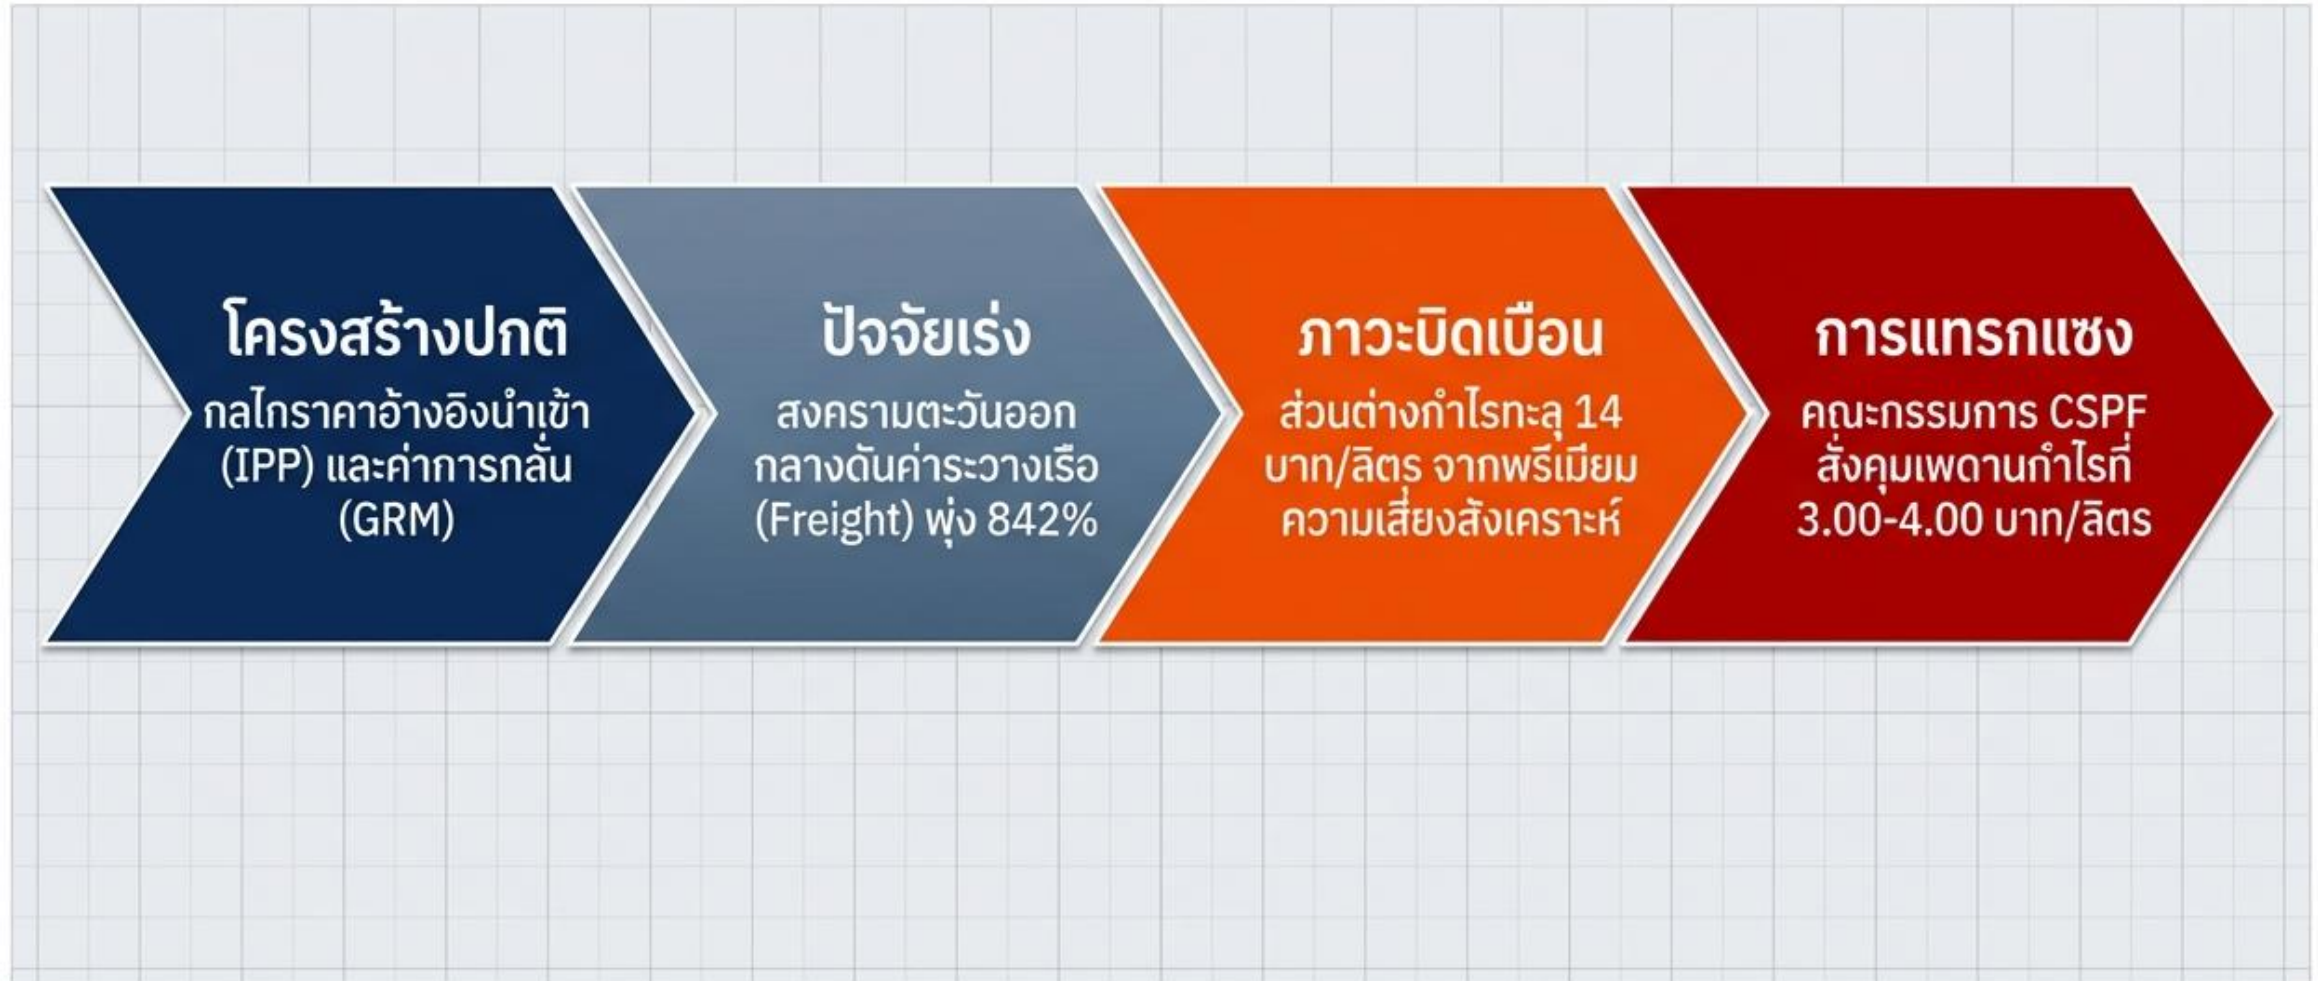 โครงสร้างปกติ
กลไกราคาอ้างอิงนำเข้า
(IPP) และค่าการกลั่น
(GRM)
ปัจจัยเร่ง
สงครามตะวันออก
กลางดันค่าระวางเรือ
(Freight) พุ่ง 842%
ภาวะบิดเบือน
ส่วนต่างกำไรทะลุ 14
บาท/ลิตร จากพรีเมียม
ความเสี่ยงสังเคราะห์
การแทรกแซง
คณะกรรมการ CSPF
สั่งคุมเพดานกำไรที่
3.00-4.00 บาท/ลิตร